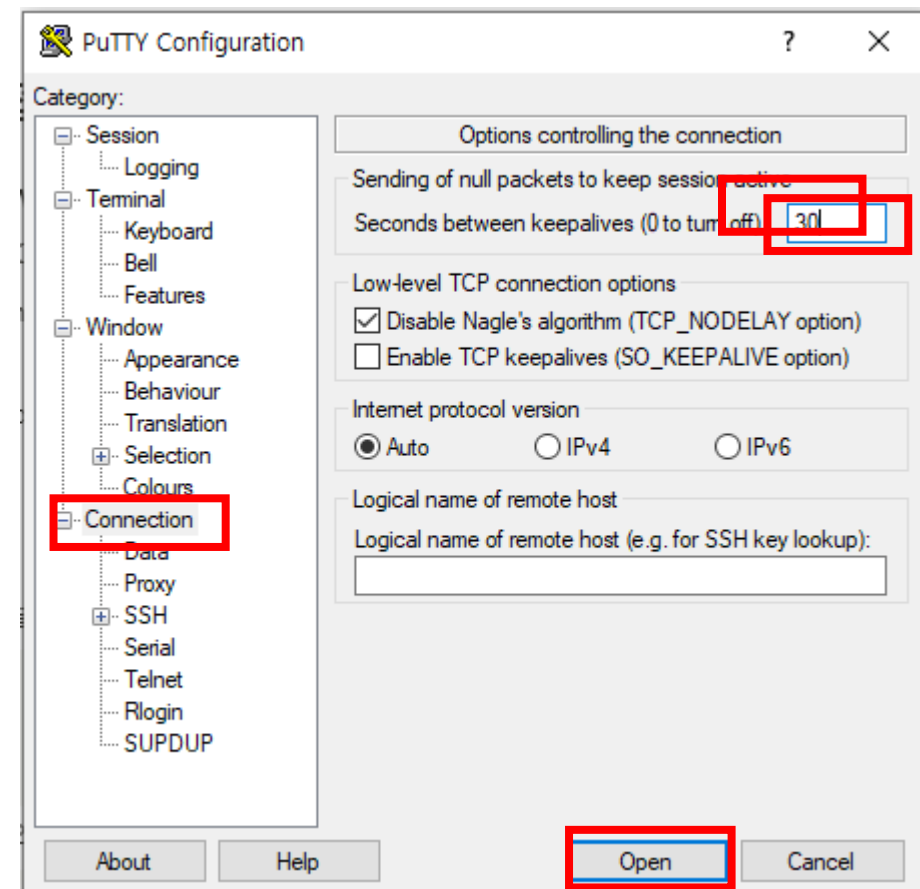 PuTTY Configuration
?
Category:
Session
Logging
Terminal
Keyboard
Bell
Features
Window
Appearance
Behaviour
Translation
Selection
Colours
Connection
Data
Proxy
SSH
Serial
Telnet
Rlogin
SUPDUP
Options controlling the connection
Sending of null packets to keep session active
Seconds between keepalives (0 to turn off)
30
Low-level TCP connection options
Disable Nagle's algorithm (TCP_NODELAY option)
Enable TCP keepalives (SO_KEEPALIVE option)
Internet protocol version
Auto IPv4 IPv6
Logical name of remote host
Logical name of remote host (e.g. for SSH key lookup):
About Help Open Cancel